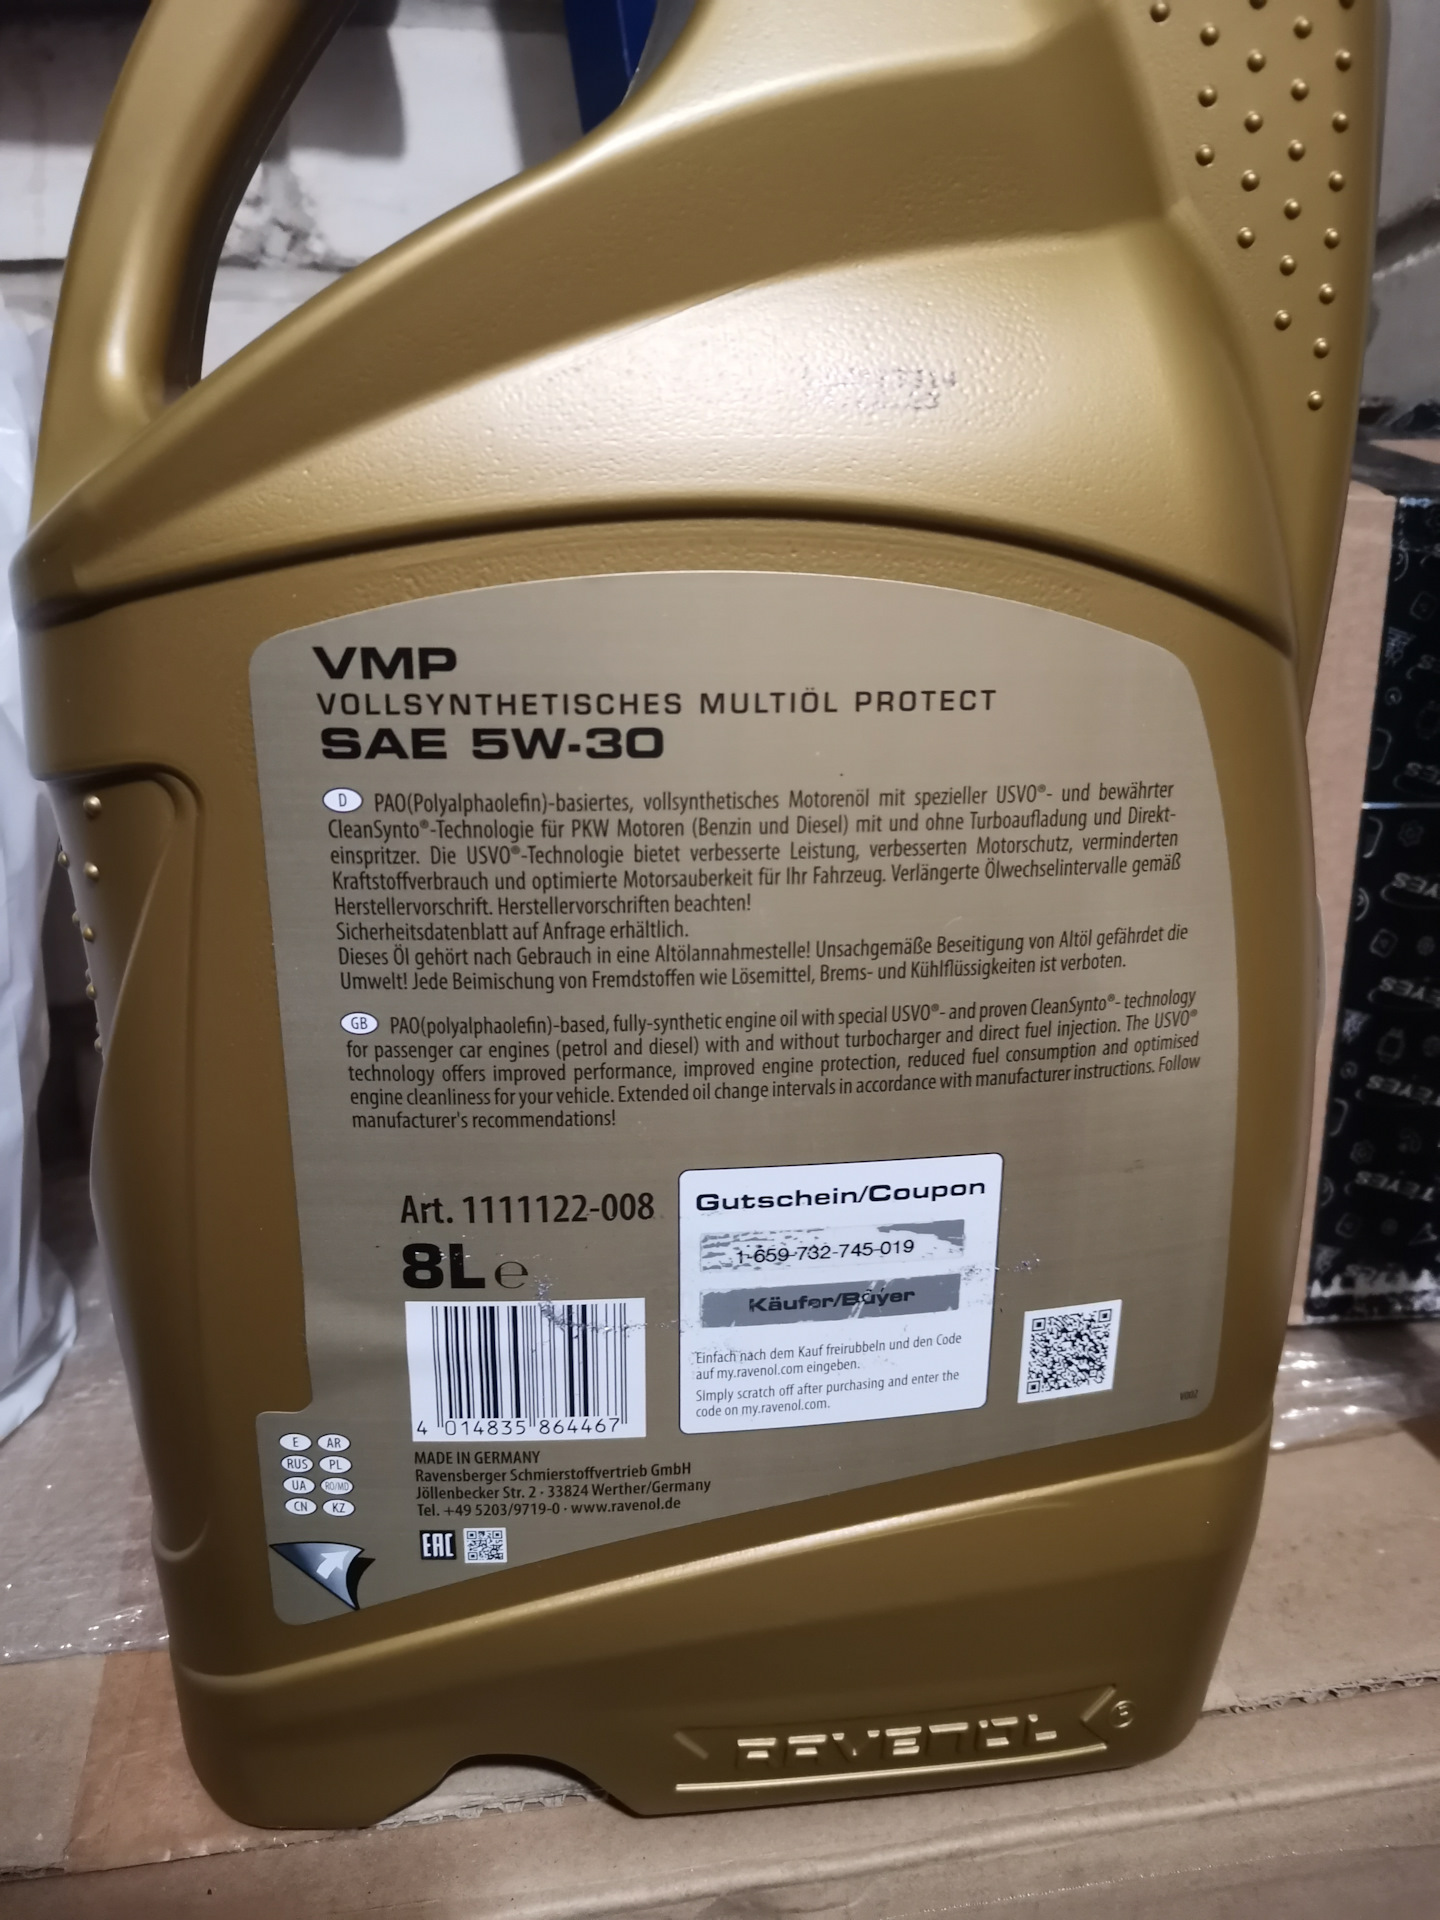 VMP
VOLLSYNTHETISCHES MULTIÖL PROTECT
SAE 5W-30
D PAO(Polyalphaolefin)-basiertes, vollsynthetisches Motorenöl mit spezieller USVO®- und bewährter
CleanSynto®-Technologie für PKW Motoren (Benzin und Diesel) mit und ohne Turboaufladung und Direkt-
einspritzer. Die USVO®-Technologie bietet verbesserte Leistung, verbesserten Motorschutz, verminderten
Kraftstoffverbrauch und optimierte Motorsauberkeit für Ihr Fahrzeug. Verlängerte Ölwechselintervalle gemäß
Herstellervorschrift. Herstellervorschriften beachten!
Sicherheitsdatenblatt auf Anfrage erhältlich.
Dieses Öl gehört nach Gebrauch in eine Altölannahmestelle! Unsachgemäße Beseitigung von Altöl gefährdet die
Umwelt! Jede Beimischung von Fremdstoffen wie Lösemittel, Brems- und Kühlflüssigkeiten ist verboten.
GB PAO(polyalphaolefin)-based, fully-synthetic engine oil with special USVO®- and proven CleanSynto®- technology
for passenger car engines (petrol and diesel) with and without turbocharger and direct fuel injection. The USVO®
technology offers improved performance, improved engine protection, reduced fuel consumption and optimised
engine cleanliness for your vehicle. Extended oil change intervals in accordance with manufacturer instructions. Follow
manufacturer's recommendations!
Art. 1111122-008
8L e
4 014835 864467
Gutschein/Coupon
1-659-732-745-019
Käufer/Buyer
Einfach nach dem Kauf freirubbeln und den Code
auf my.ravenol.com eingeben.
Simply scratch off after purchasing and enter the
code on my.ravenol.com.
V002
E AR
RUS PL
UA RO/MD
CN KZ
MADE IN GERMANY
Ravensberger Schmierstoffvertrieb GmbH
Jöllenbecker Str. 2 · 33824 Werther/Germany
Tel. +49 5203/9719-0 · www.ravenol.de
EAC
RAVENOL ®
TEYES